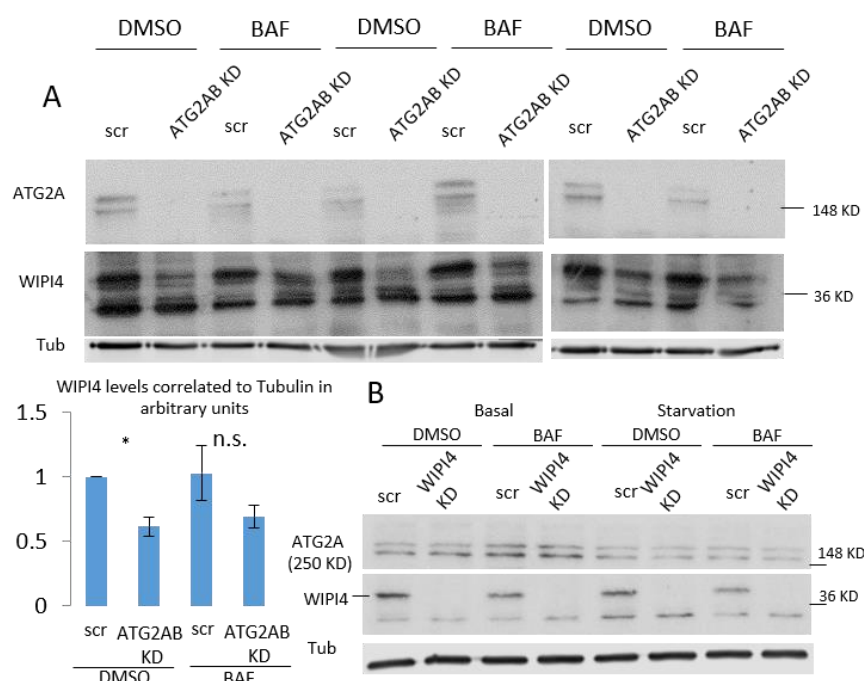 DMSO BAF DMSO BAF DMSO BAF
A
scr ATG2AB KD scr ATG2AB KD scr ATG2AB KD scr ATG2AB KD scr ATG2AB KD scr ATG2AB KD
ATG2A
148 KD
WIPI4
36 KD
Tub
WIPI4 levels correlated to Tubulin in
arbitrary units
1.5
1
0.5
0
* n.s.
scr ATG2AB scr ATG2AB
KD KD
DMSO BAF
B
Basal Starvation
DMSO BAF DMSO BAF
scr WIPI4 scr WIPI4 scr WIPI4 scr WIPI4
KD KD KD KD
ATG2A
(250 KD)
148 KD
WIPI4
36 KD
Tub